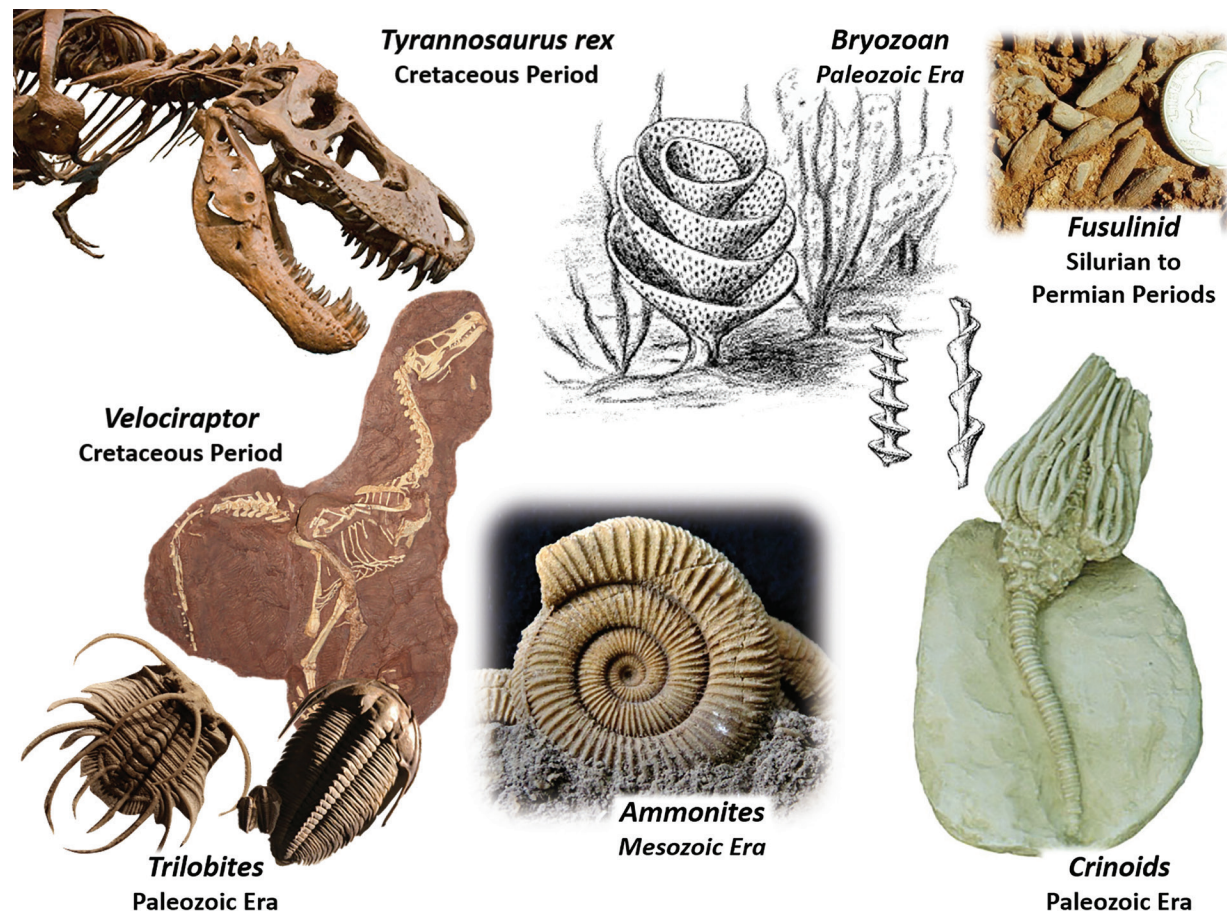 Tyrannosaurus rex
Cretaceous Period
Bryozoan
Paleozoic Era
Fusulinid
Silurian to
Permian Periods
Velociraptor
Cretaceous Period
Ammonites
Mesozoic Era
Trilobites
Paleozoic Era
Crinoids
Paleozoic Era